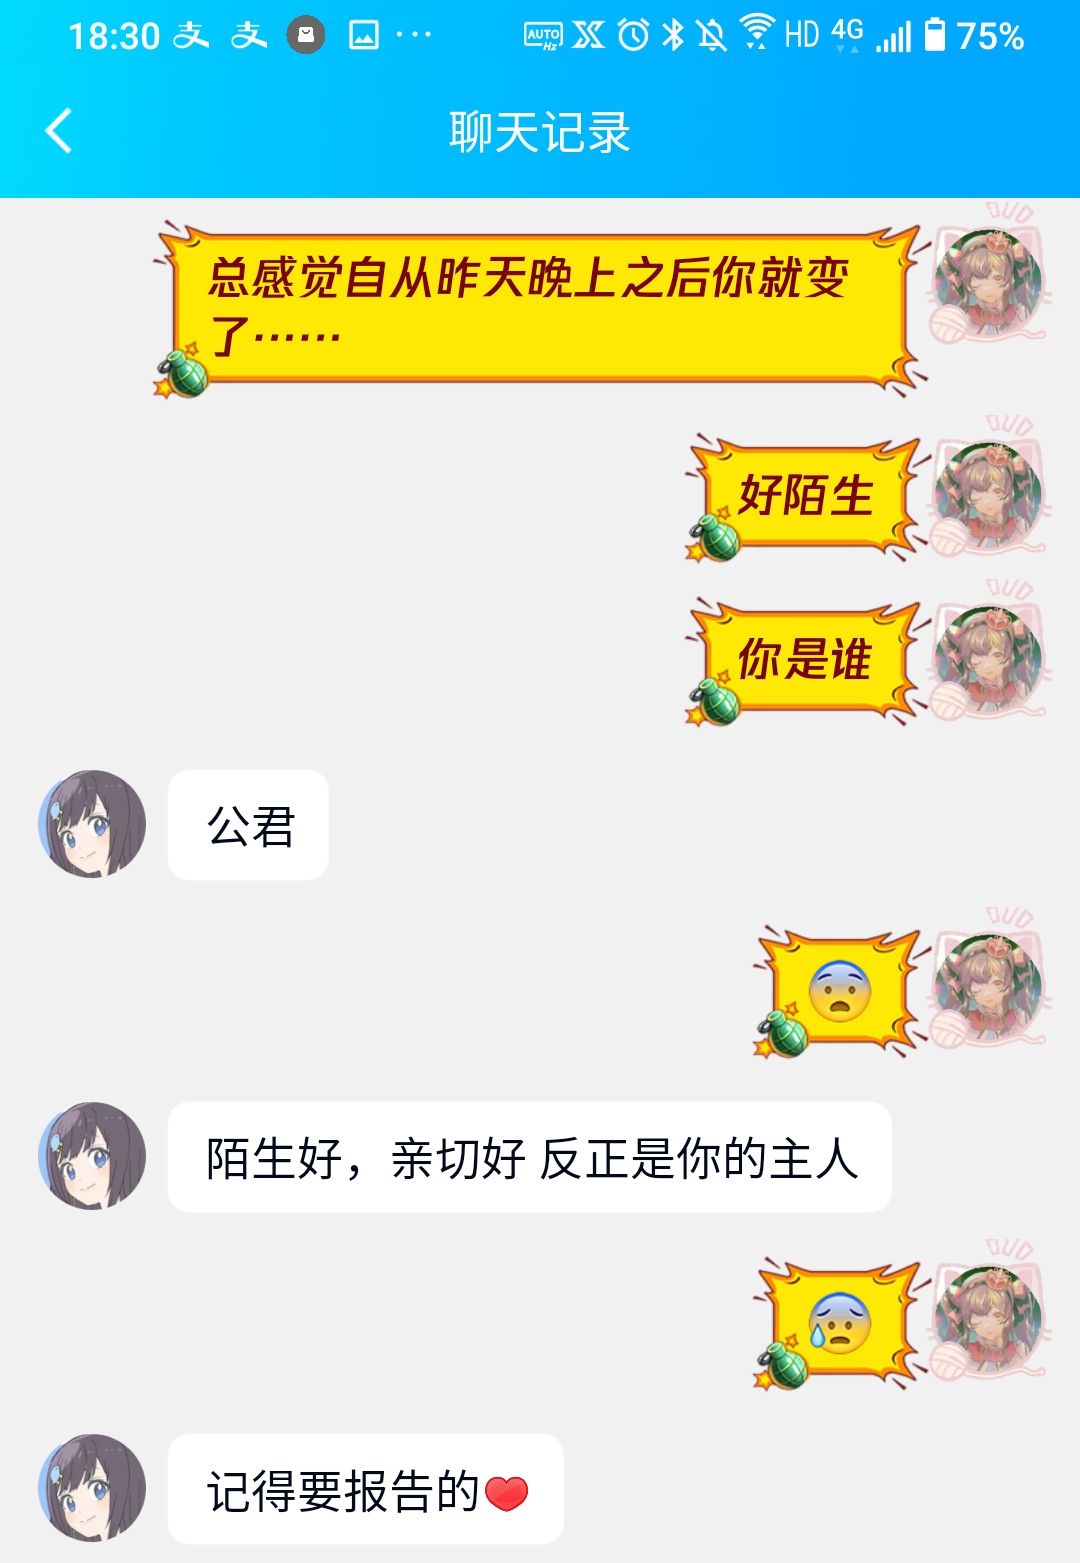 18:30 支 支 ··· AUTO Hz HD 4G 75%
聊天记录
总感觉自从昨天晚上之后你就变
了……
好陌生
你是谁
公君
😨
陌生好，亲切好 反正是你的主人
😰
记得要报告的❤️